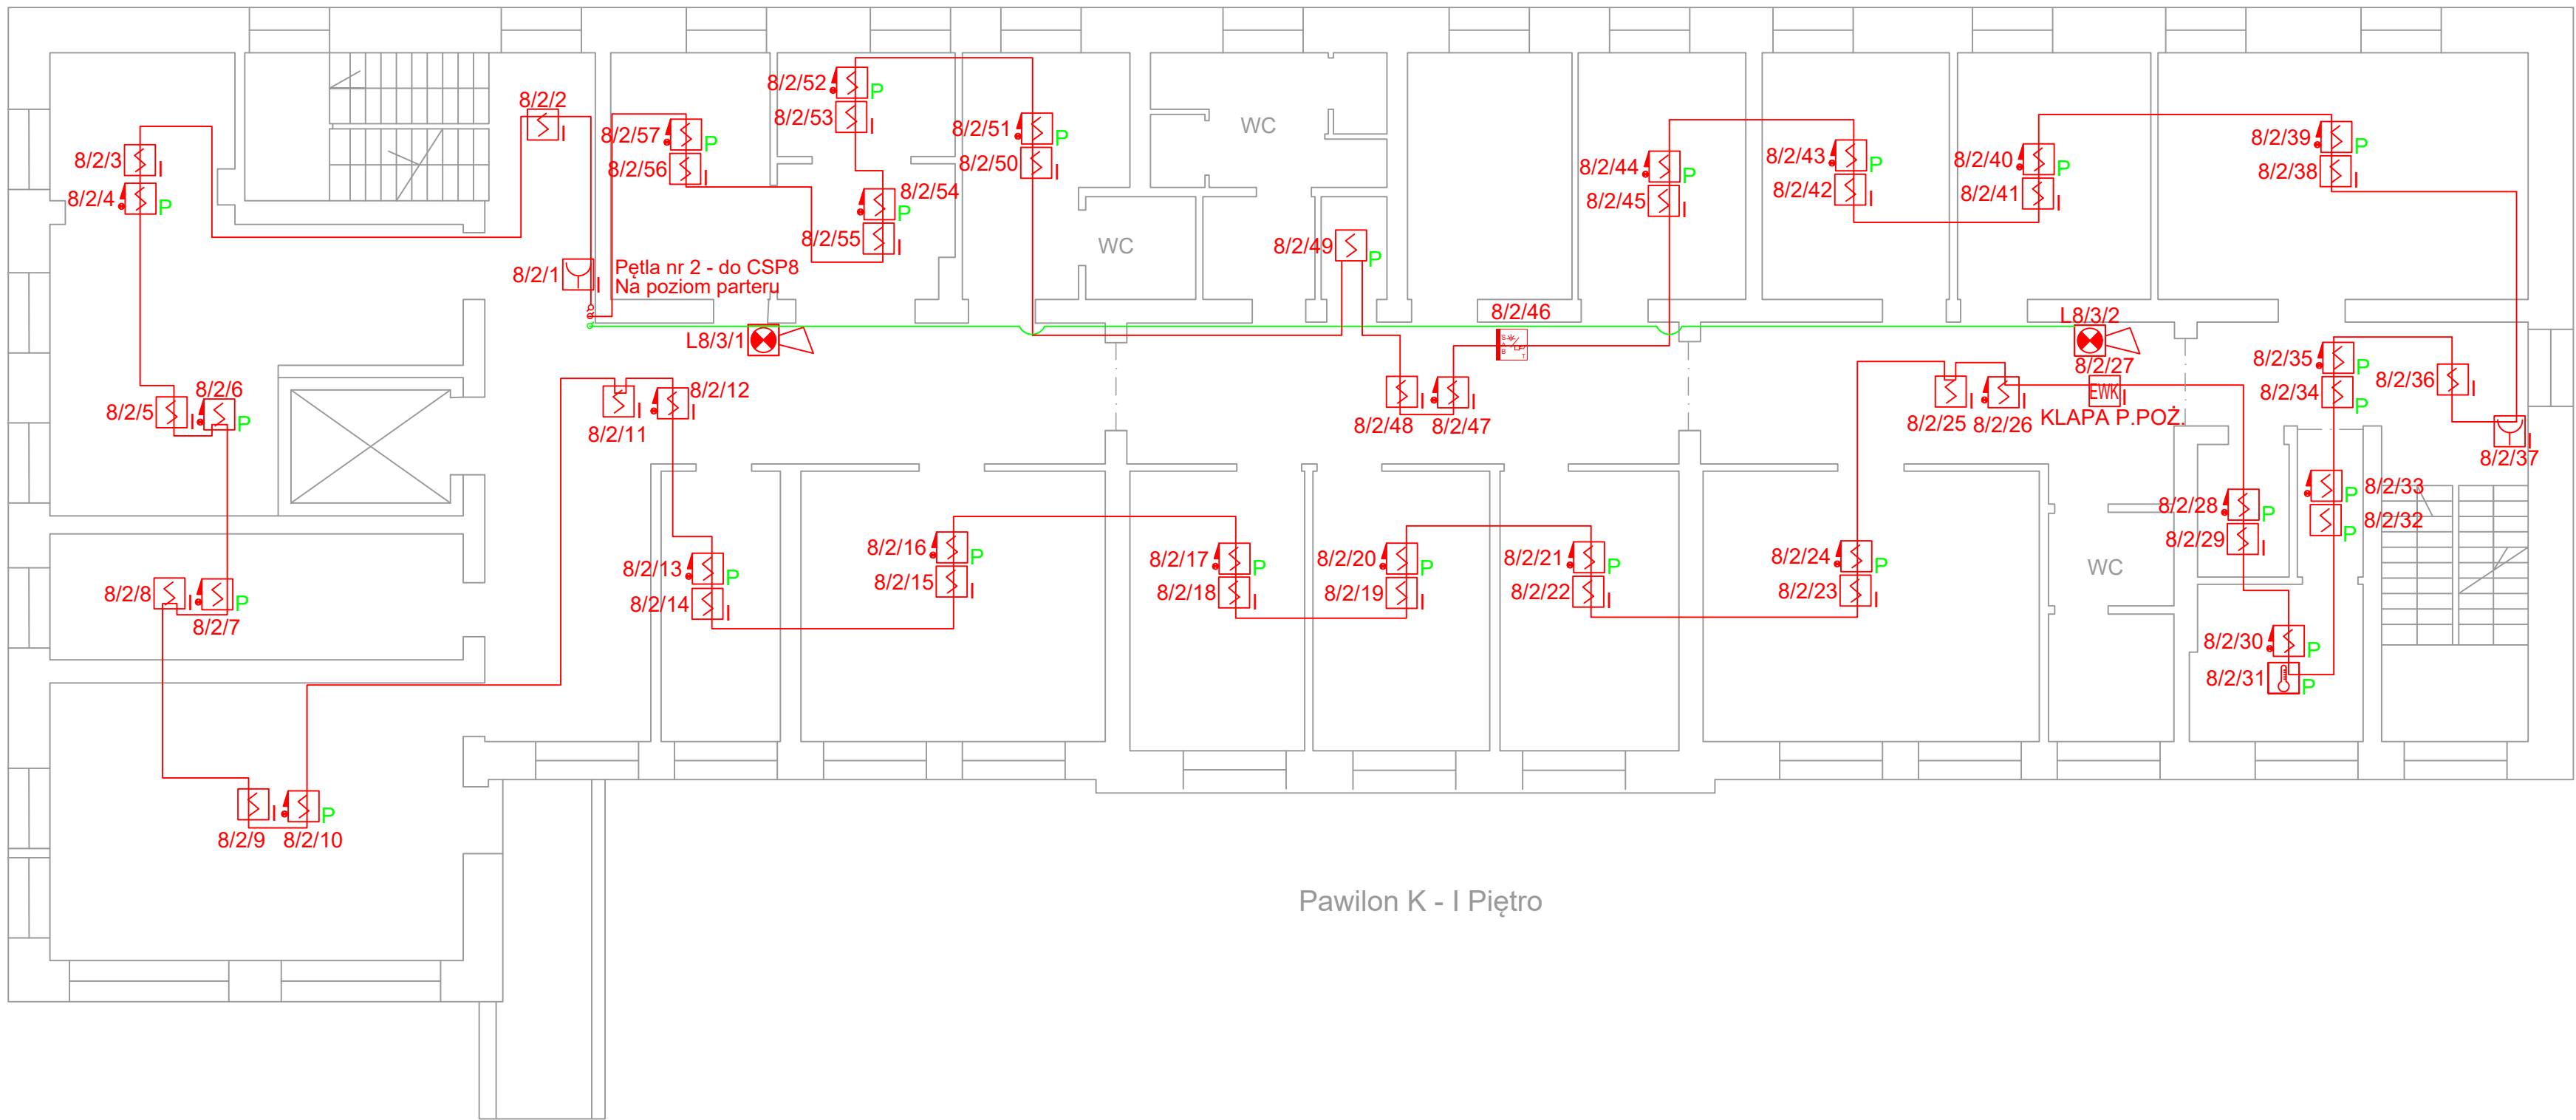 8/2/2
8/2/3
I
8/2/4
P
I
8/2/1
I
Pętla nr 2 - do CSP8
Na poziom parteru
8/2/57
P
8/2/56
I
8/2/52
P
8/2/53
I
8/2/54
P
8/2/55
I
8/2/51
P
8/2/50
I
WC
WC
8/2/49
P
8/2/44
P
8/2/45
I
8/2/43
P
8/2/42
I
8/2/40
P
8/2/41
I
8/2/39
P
8/2/38
I
L8/3/1
8/2/46
S
A
B
T
L8/3/2
8/2/27
EWK
I
KLAPA P.POŻ.
8/2/35
P
8/2/34
P
8/2/36
I
8/2/37
I
8/2/5
I
8/2/6
P
8/2/11
I
8/2/12
I
8/2/48
I
8/2/47
I
8/2/25
I
8/2/26
I
8/2/8
I
8/2/7
P
8/2/13
P
8/2/14
I
8/2/16
P
8/2/15
I
8/2/17
P
8/2/18
I
8/2/20
P
8/2/19
I
8/2/21
P
8/2/22
I
8/2/24
P
8/2/23
I
WC
8/2/28
P
8/2/29
I
8/2/33
P
8/2/32
P
8/2/30
P
8/2/31
P
8/2/9
I
8/2/10
P
Pawilon K - I Piętro